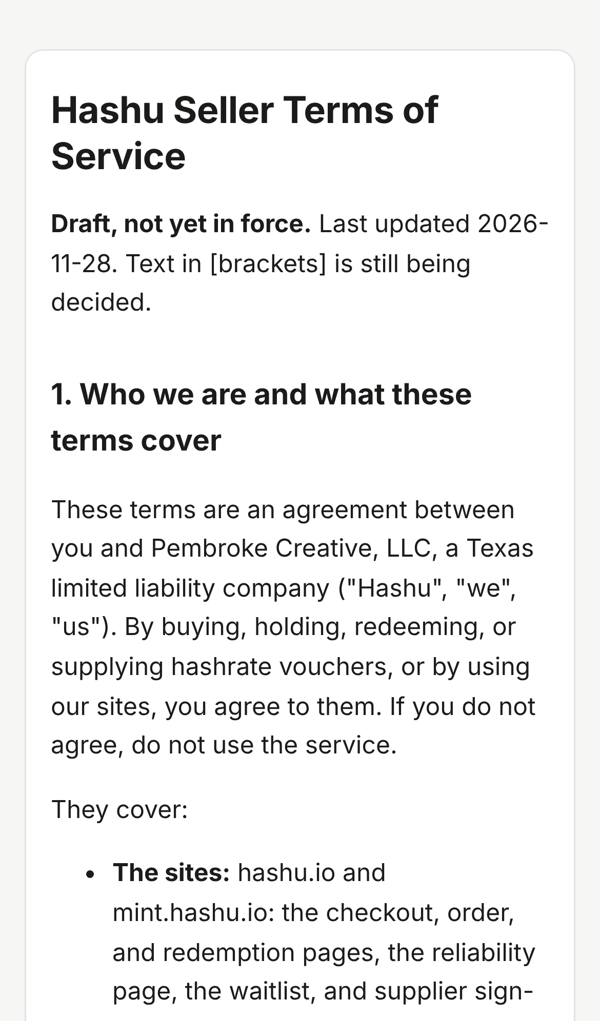 Hashu Seller Terms of
Service
Draft, not yet in force. Last updated 2026-
11-28. Text in [brackets] is still being
decided.
1. Who we are and what these
terms cover
These terms are an agreement between
you and Pembroke Creative, LLC, a Texas
limited liability company ("Hashu", "we",
"us"). By buying, holding, redeeming, or
supplying hashrate vouchers, or by using
our sites, you agree to them. If you do not
agree, do not use the service.
They cover:
• The sites: hashu.io and
mint.hashu.io: the checkout, order,
and redemption pages, the reliability
page, the waitlist, and supplier sign-